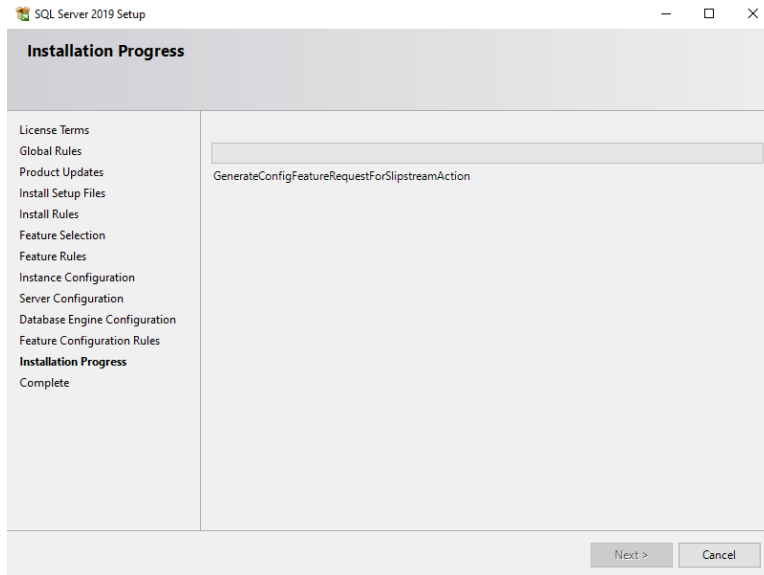 SQL Server 2019 Setup
Installation Progress
License Terms
Global Rules
Product Updates
Install Setup Files
Install Rules
Feature Selection
Feature Rules
Instance Configuration
Server Configuration
Database Engine Configuration
Feature Configuration Rules
Installation Progress
Complete
GenerateConfigFeatureRequestForSlipstreamAction
Next >
Cancel